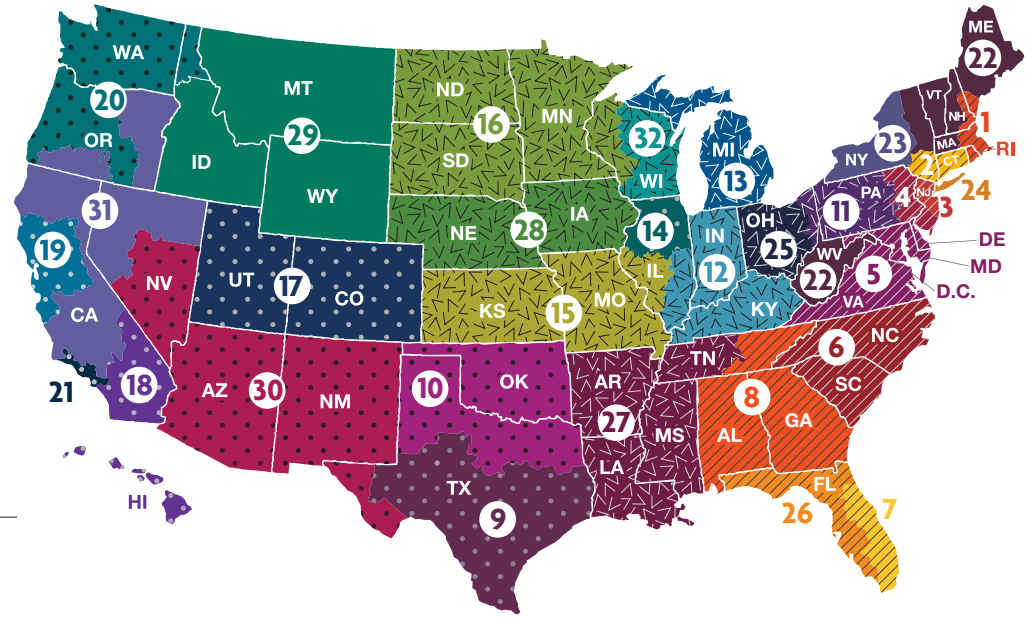 ME
22
WA
VT
20
MT
ND
NH
1
MN
16
32
23
MA
RI
OR
29
SD
MI
NY
2
CT
ID
WI
13
24
WY
PA
4
NJ
31
IA
OH
11
3
NE
28
14
IN
DE
19
25
WV
MD
UT
17
IL
12
22
5
D.C.
NV
CO
KS
15
MO
KY
VA
CA
NC
TN
6
18
AZ
30
10
OK
AR
SC
21
NM
8
27
GA
MS
AL
LA
TX
FL
HI
9
26
7